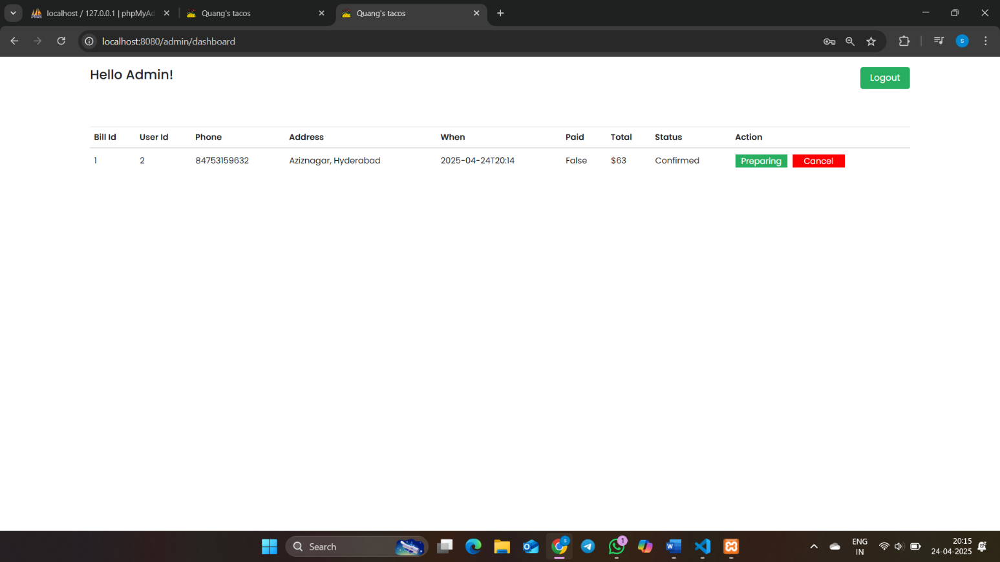 localhost / 127.0.0.1 | phpMyAd
Quang's tacos
Quang's tacos
localhost:8080/admin/dashboard
s
Hello Admin!
Logout
Bill Id User Id Phone Address When Paid Total Status Action
1 2 84753159632 Aziznagar, Hyderabad 2025-04-24T20:14 False $63 Confirmed Preparing Cancel
Search
s
1
ENG
IN
20:15
24-04-2025